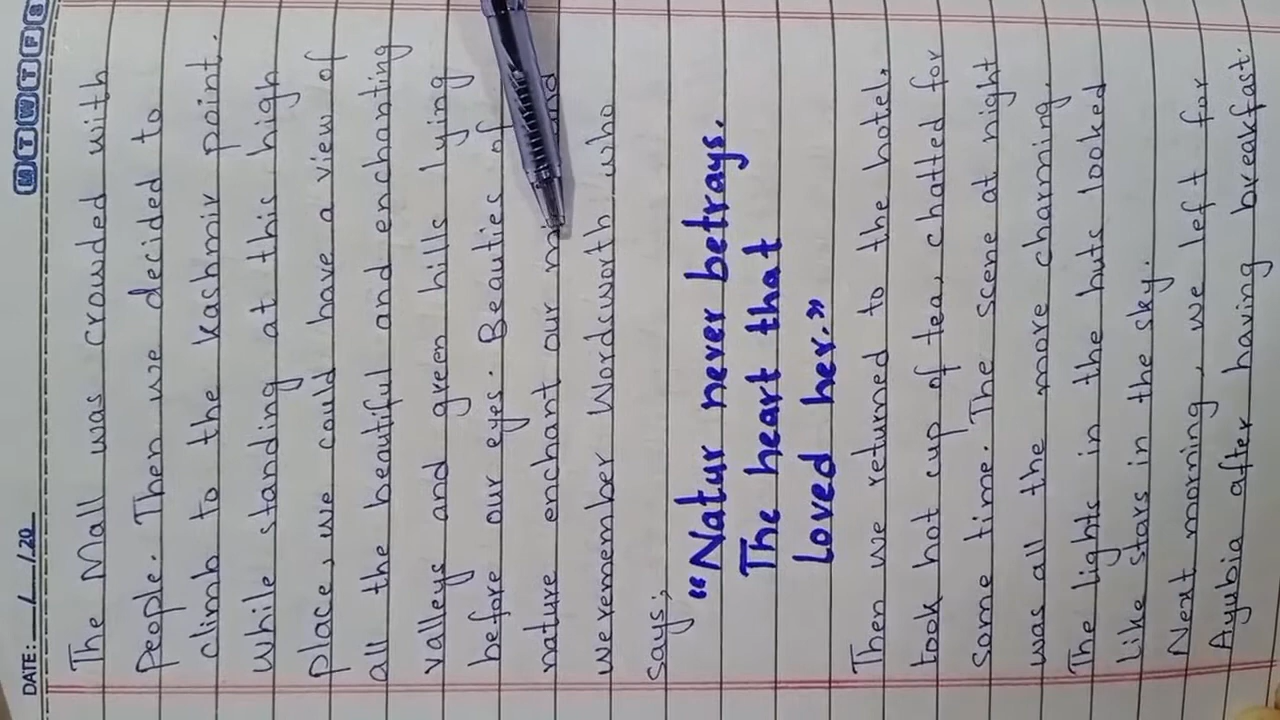 DATE: __/__/20
M T W T F S
The Mall was crowded with
People. Then we decided to
climb to the Kashmir point.
While standing at this high
place, we could have a view of
all the beautiful and enchanting
valleys and green hills lying
before our eyes. Beauties of
nature enchant our
we remember Wordsworth who
says;
"Natur never betrays.
The heart that
Loved her."
Then we returned to the hotel,
took hot cup of tea, chatted for
Some time. The scene at night
was all the more charming.
The lights in the huts looked
Like stars in the sky.
Next morning, we left for
Ayubia after having breakfast.